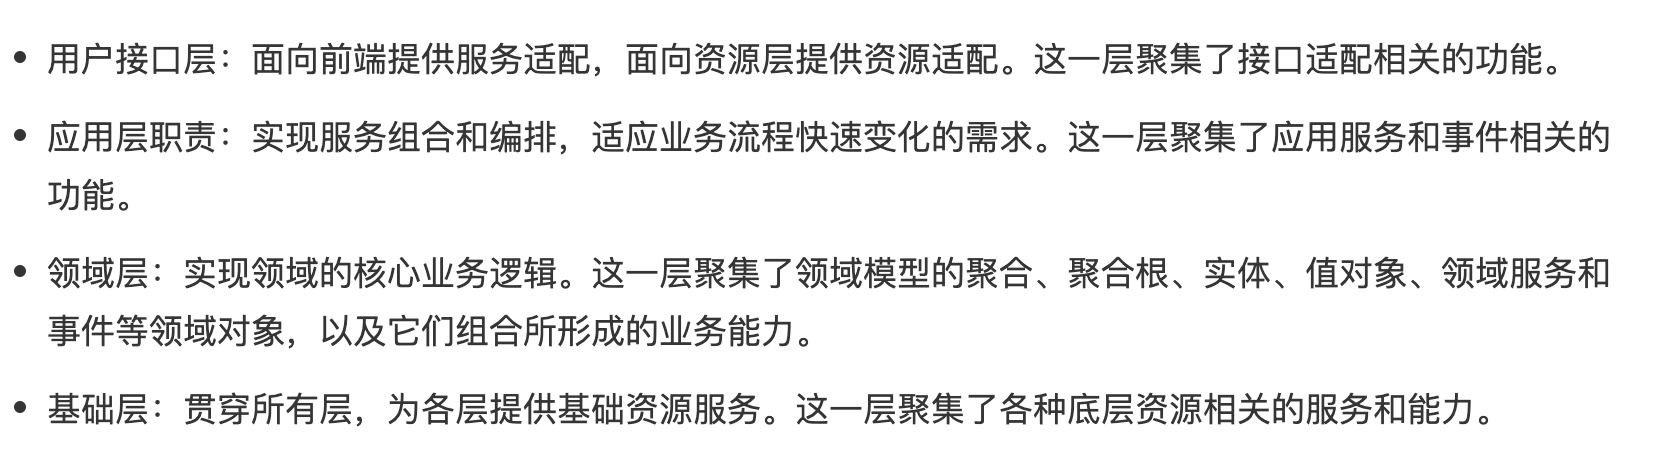 • 用户接口层：面向前端提供服务适配，面向资源层提供资源适配。这一层聚集了接口适配相关的功能。
• 应用层职责：实现服务组合和编排，适应业务流程快速变化的需求。这一层聚集了应用服务和事件相关的
功能。
• 领域层：实现领域的核心业务逻辑。这一层聚集了领域模型的聚合、聚合根、实体、值对象、领域服务和
事件等领域对象，以及它们组合所形成的业务能力。
• 基础层：贯穿所有层，为各层提供基础资源服务。这一层聚集了各种底层资源相关的服务和能力。